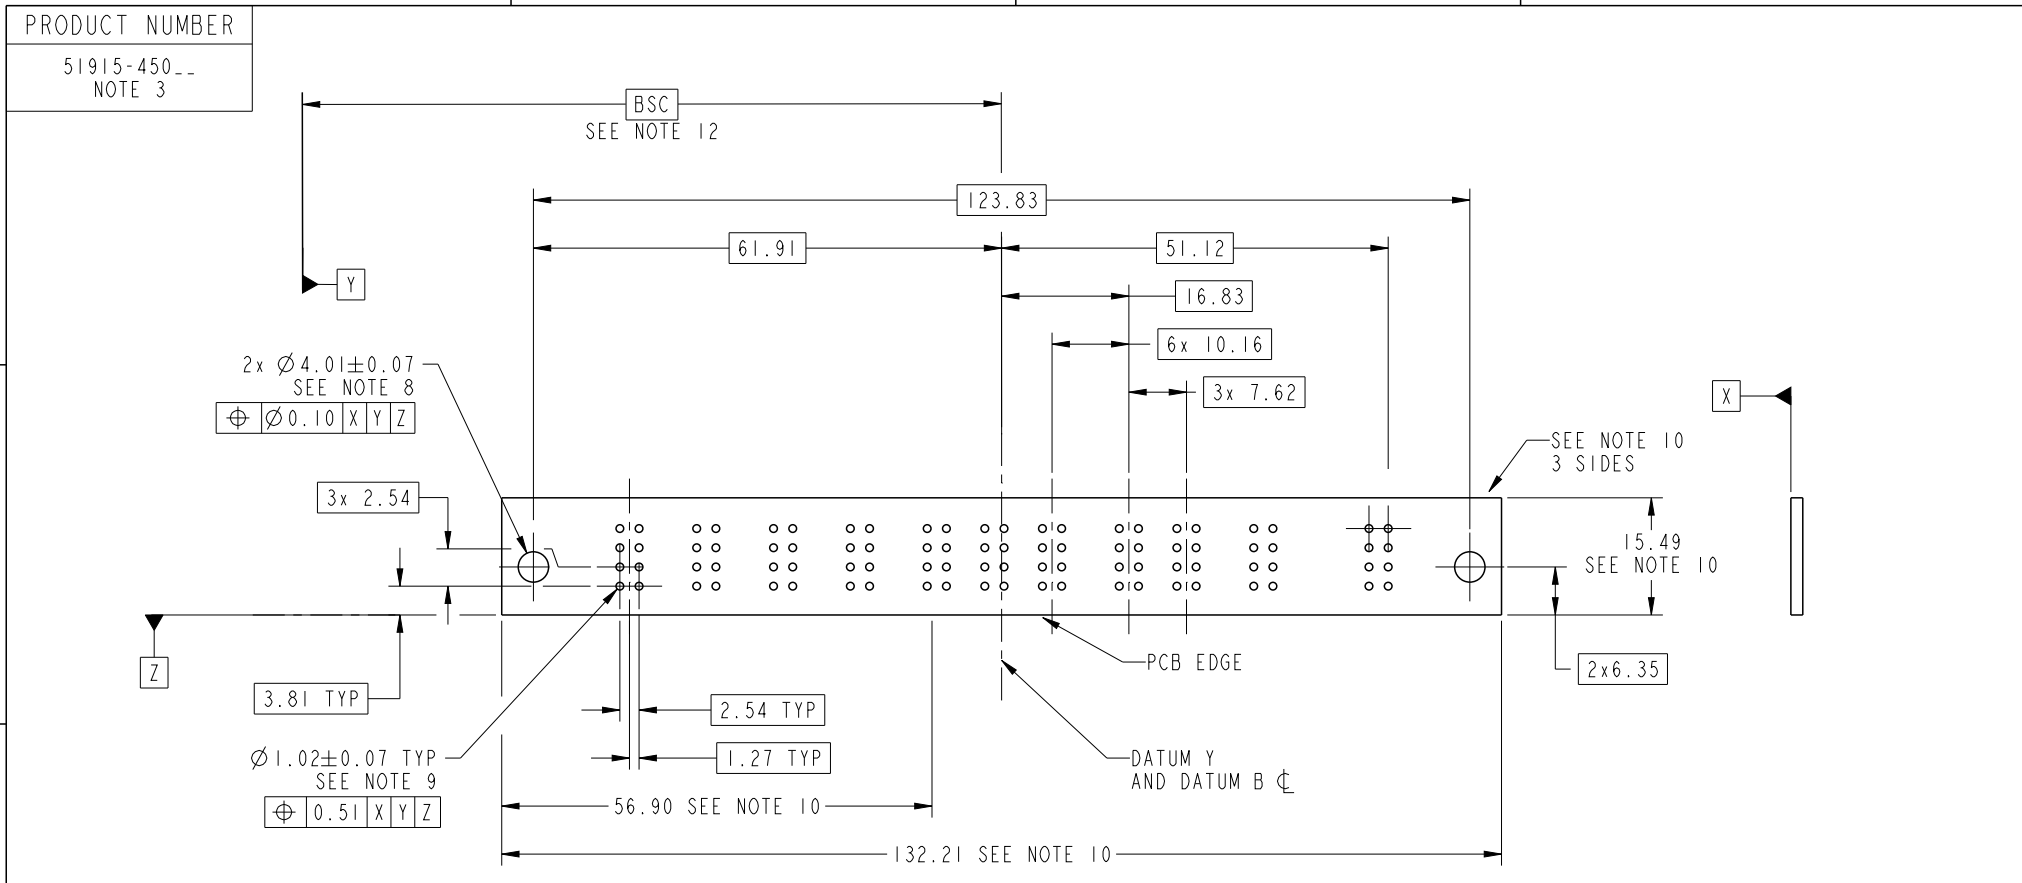 PRODUCT NUMBER
51915-450__
NOTE 3
BSC
SEE NOTE 12
123.83
61.91
51.12
16.83
6x 10.16
3x 7.62
Y
X
2x Ø4.01±0.07
SEE NOTE 8
⌖ Ø0.10 X Y Z
SEE NOTE 10
3 SIDES
3x 2.54
15.49
SEE NOTE 10
Z
PCB EDGE
2x6.35
3.81 TYP
2.54 TYP
Ø1.02±0.07 TYP
SEE NOTE 9
⌖ 0.51 X Y Z
1.27 TYP
DATUM Y
AND DATUM B ℄
56.90 SEE NOTE 10
132.21 SEE NOTE 10